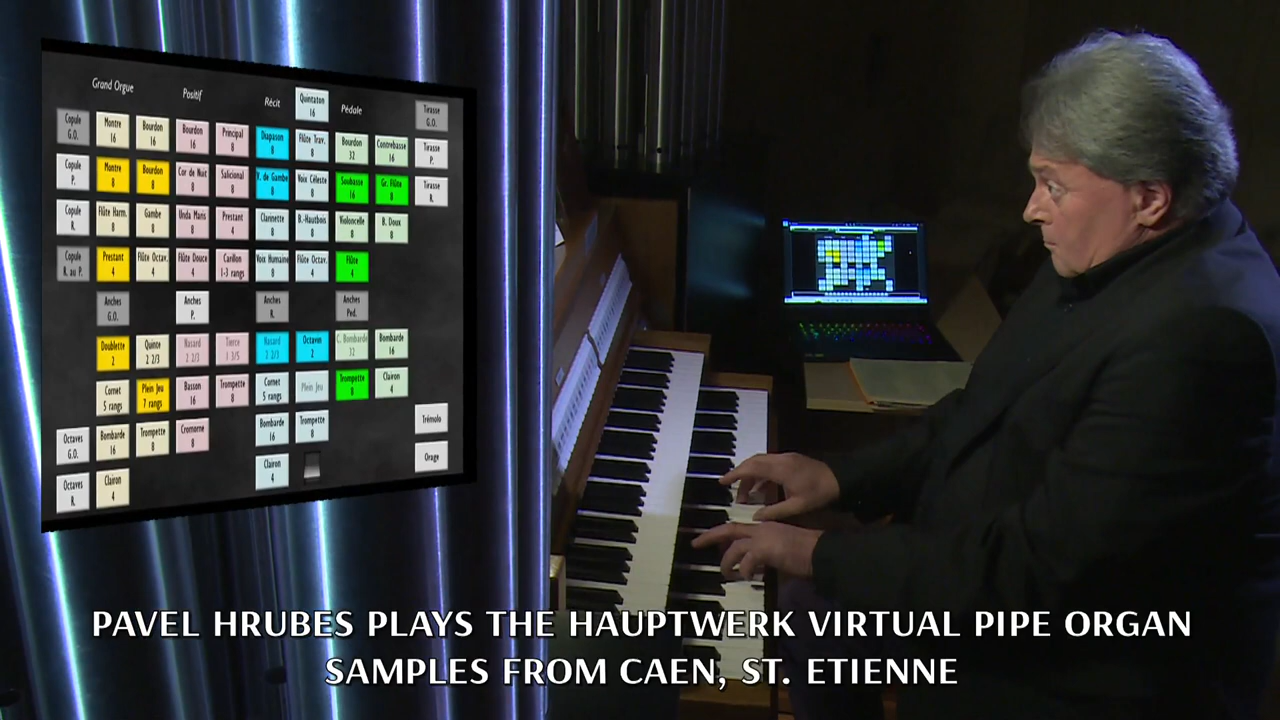 Grand Orgue
Positif
Récit
Quintaton 16
Pédale
Tirasse G.O.
Copule G.O.
Montre 16
Bourdon 16
Bourdon 16
Principal 8
Diapason 8
Flûte Trav. 8
Bourdon 32
Contrebasse 16
Tirasse P.
Copule P.
Montre 8
Bourdon 8
Cor de Nuit 8
Salicional 8
V. de Gambe 8
Voix Céleste 8
Soubasse 16
Gr. Flûte 8
Tirasse R.
Copule R.
Flûte Harm. 8
Gambe 8
Unda Maris 8
Prestant 4
Clarinette 8
B.-Hautbois 8
Violoncelle 8
B. Doux 8
Copule R. au P.
Prestant 4
Flûte Octav. 4
Flûte Douce 4
Carillon 1-3 rangs
Voix Humaine 8
Flûte Octav. 4
Flûte 4
Anches G.O.
Anches P.
Anches R.
Anches Ped.
Doublette 2
Quinte 2 2/3
Nasard 2 2/3
Tierce 1 3/5
Nasard 2 2/3
Octavin 2
C. Bombarde 32
Bombarde 16
Cornet 5 rangs
Plein Jeu 7 rangs
Basson 16
Trompette 8
Cornet 5 rangs
Plein Jeu
Trompette 8
Clairon 4
Octaves G.O.
Bombarde 16
Trompette 8
Cromorne 8
Bombarde 16
Trompette 8
Trémolo
Octaves R.
Clairon 4
Clairon 4
Orage
PAVEL HRUBES PLAYS THE HAUPTWERK VIRTUAL PIPE ORGAN
SAMPLES FROM CAEN, ST. ETIENNE